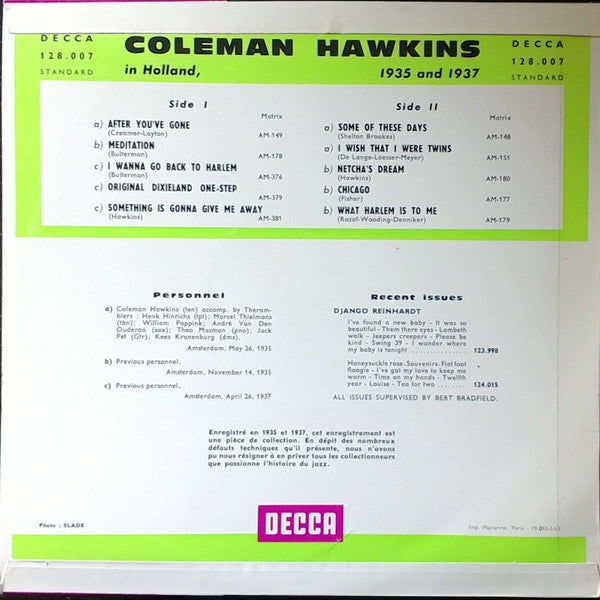 DECCA COLEMAN HAWKINS DECCA
128.007 in Holland, 1935 and 1937 128.007
STANDARD STANDARD
Side I
Matrix
a) AFTER YOU'VE GONE
(Creamer-Layton) AM-149
b) MEDITATION
(Bulterman) AM-178
c) I WANNA GO BACK TO HARLEM
(Bulterman) AM-376
c) ORIGINAL DIXIELAND ONE-STEP
AM-379
c) SOMETHING IS GONNA GIVE ME AWAY
(Hawkins) AM-381
Side II
Matrix
a) SOME OF THESE DAYS
(Shelton Brookes) AM-148
a) I WISH THAT I WERE TWINS
(De Lange-Loesser-Meyer) AM-151
b) NETCHA'S DREAM
(Hawkins) AM-180
b) CHICAGO
(Fisher) AM-177
b) WHAT HARLEM IS TO ME
(Razaf-Wooding-Denniker) AM-179
Personnel
a) Coleman Hawkins (ten) accomp. by Theram-
biers ; Henk Hinrichs (tpt) ; Marcel Thielmens
(tbn) ; William Poppink ; André Van Den
Ouderaa (sax) ; Theo Masman (pno) ; Jack
Pet (Gtr) ; Kees Kronenburg (dms).
Amsterdam, May 26, 1935
b) Previous personnel.
Amsterdam, November 14, 1935
c) Previous personnel.
Amsterdam, April 26, 1937
Recent issues
DJANGO REINHARDT
I've found a new baby - It was so
beautiful - Them there eyes - Lambeth
walk - Jeepers creepers - Please be
kind - Swing 39 - I wonder where
my baby is tonight .............. 123.998
Honeysuckle rose - Souvenirs - Flat foot
floogie - I've got my love to keep me
warm - Time on my hands - Twelfth
year - Louise - Tea for two ........ 124.015
ALL ISSUES SUPERVISED BY BERT BRADFIELD.
Enregistré en 1935 et 1937, cet enregistrement est
une pièce de collection. En dépit des nombreux
défauts techniques qu'il présente, nous n'avons
pu nous résigner à en priver tous les collectionneurs
que passionne l'histoire du jazz.
DECCA
Photo : SLADE
Imp. Mazarine, Paris -